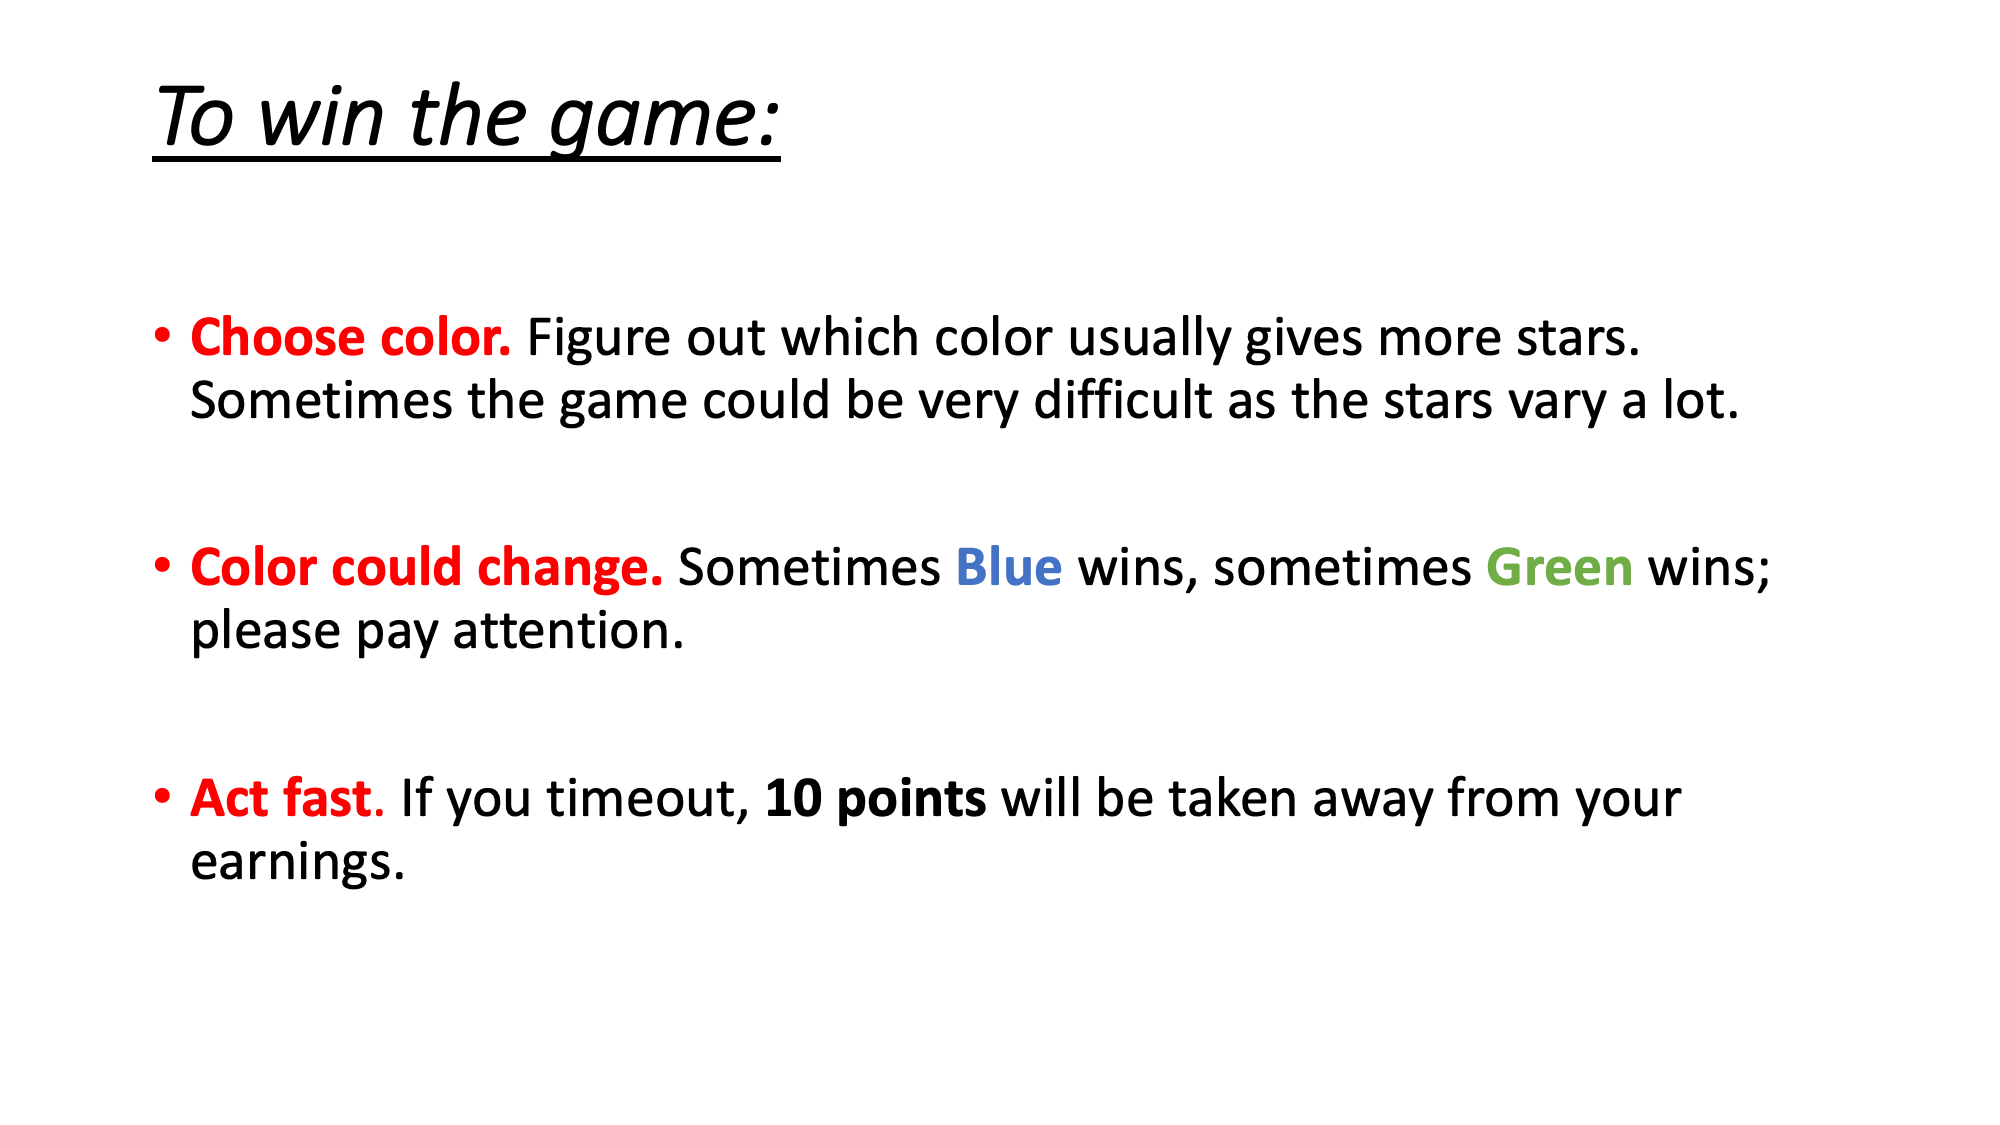 To win the game:
• Choose color. Figure out which color usually gives more stars.
Sometimes the game could be very difficult as the stars vary a lot.
• Color could change. Sometimes Blue wins, sometimes Green wins;
please pay attention.
• Act fast. If you timeout, 10 points will be taken away from your
earnings.